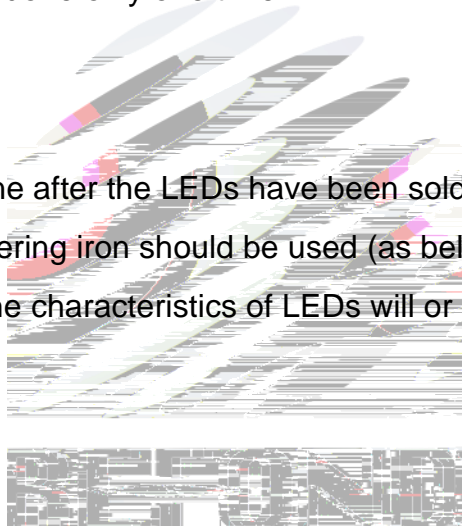 ne after the LEDs have been sold
ering iron should be used (as bel
ne characteristics of LEDs will or